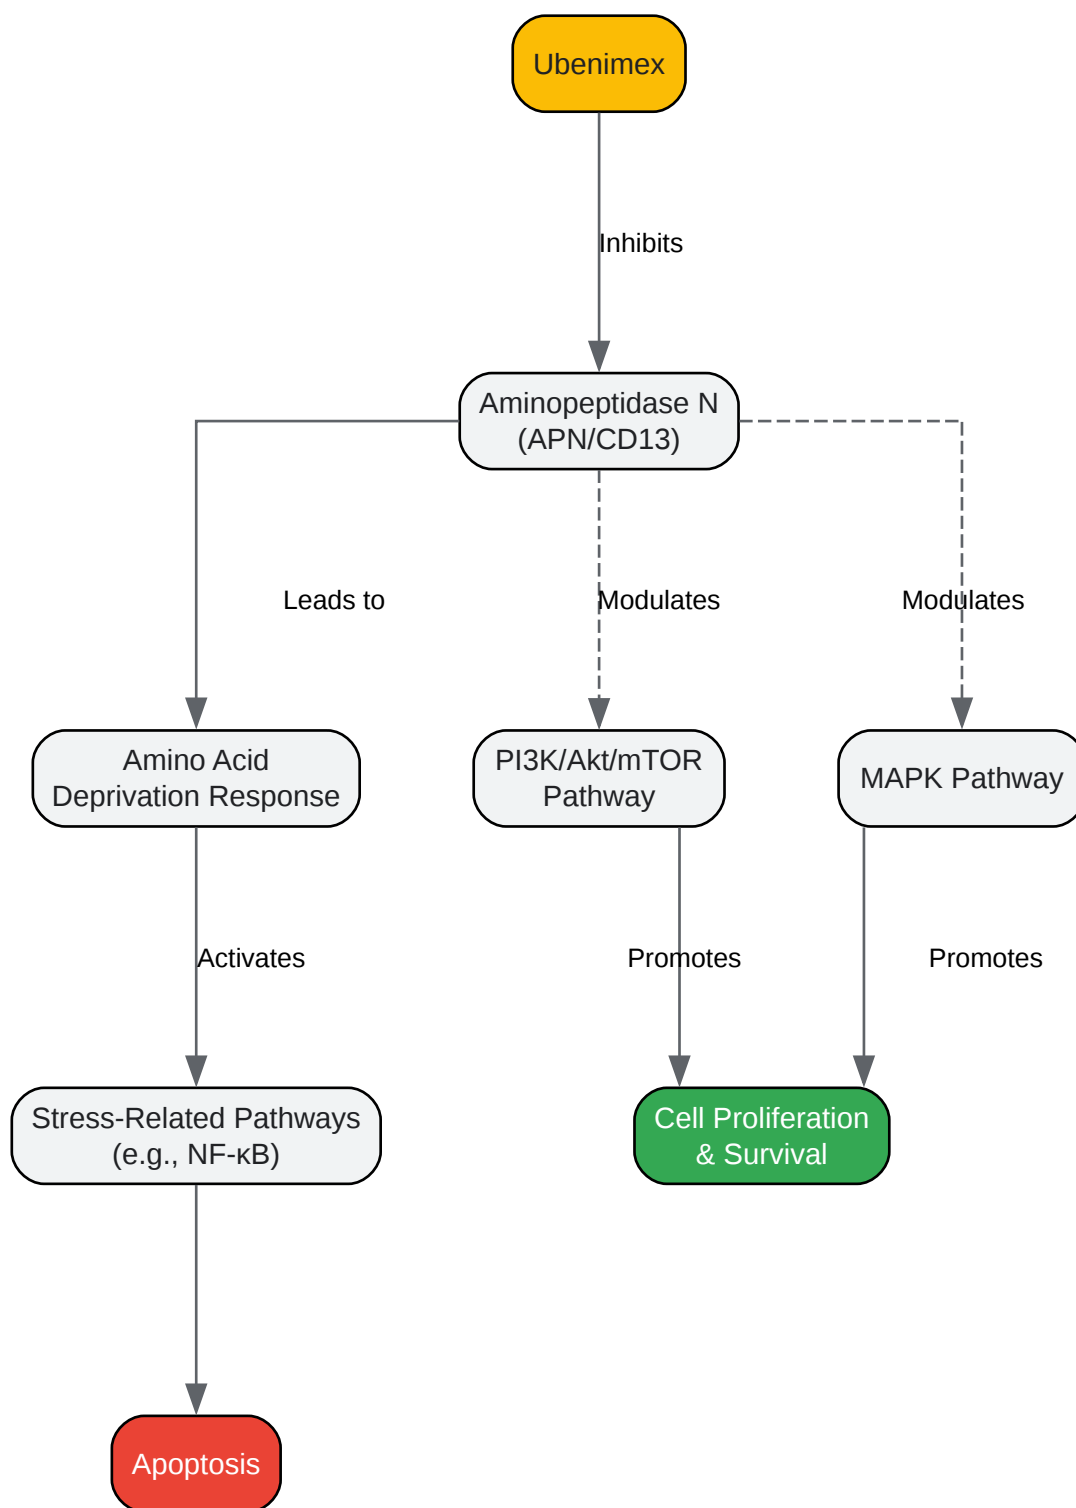 Ubenimex
Inhibits
Aminopeptidase N
(APN/CD13)
Leads to
Modulates
Modulates
Amino Acid
Deprivation Response
PI3K/Akt/mTOR
Pathway
MAPK Pathway
Activates
Promotes
Promotes
Stress-Related Pathways
(e.g., NF-κB)
Cell Proliferation
& Survival
Apoptosis